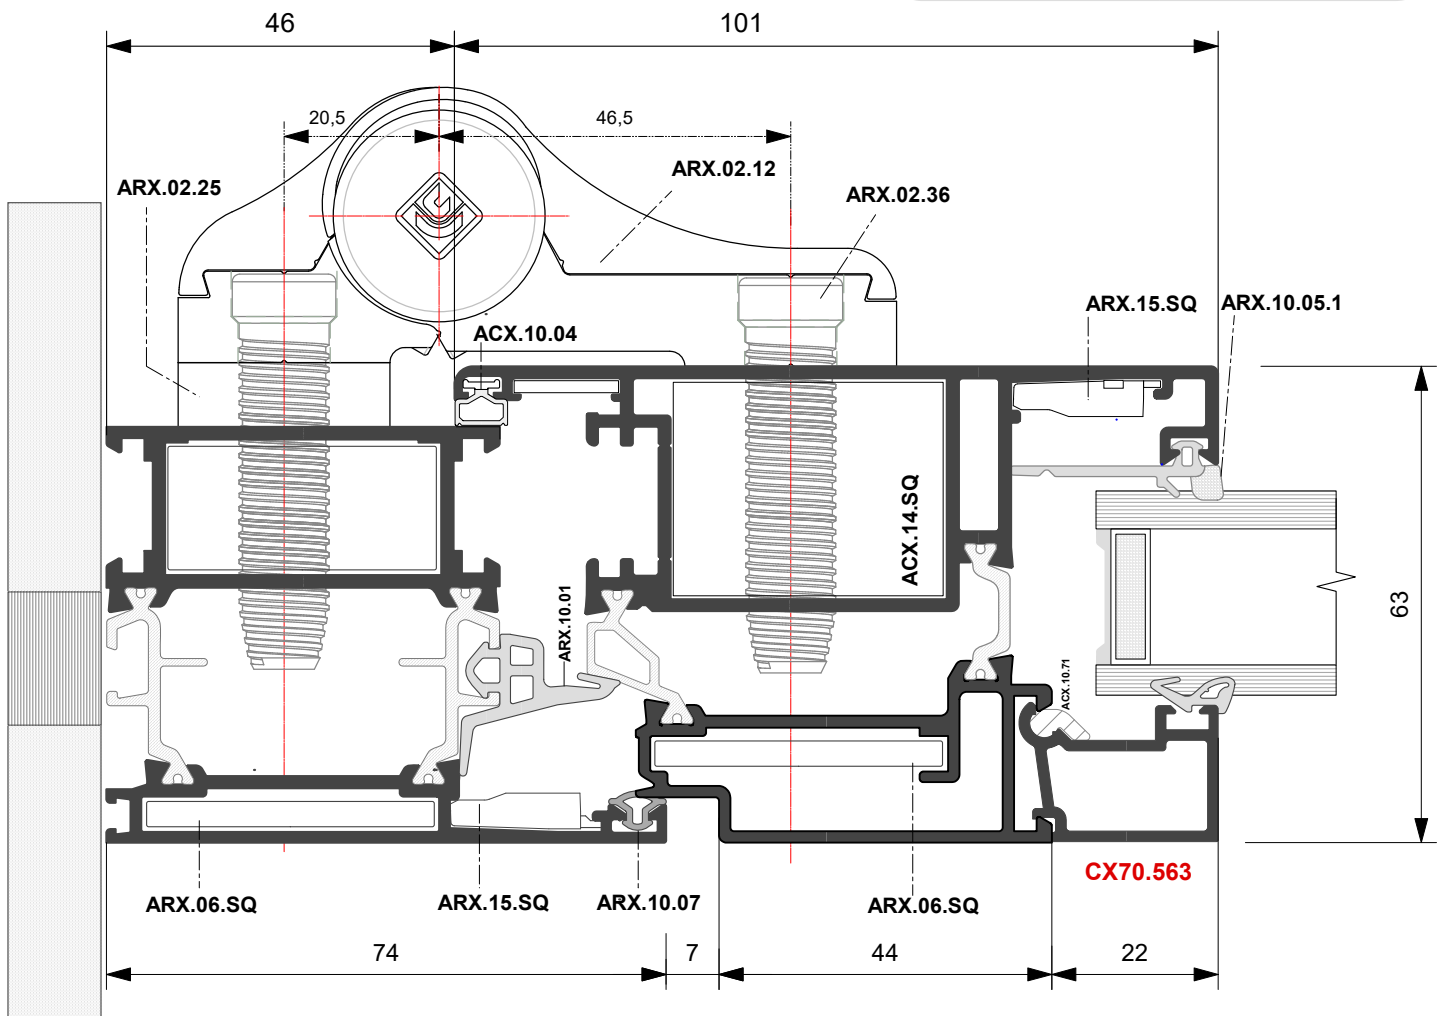 46
101
20,5
46,5
ARX.02.25
ARX.02.12
ARX.02.36
ARX.15.SQ
ARX.10.05.1
ACX.10.04
ACX.14.SQ
ARX.10.01
63
ACX.10.71
CX70.563
ARX.06.SQ
ARX.15.SQ
ARX.10.07
ARX.06.SQ
74
7
44
22